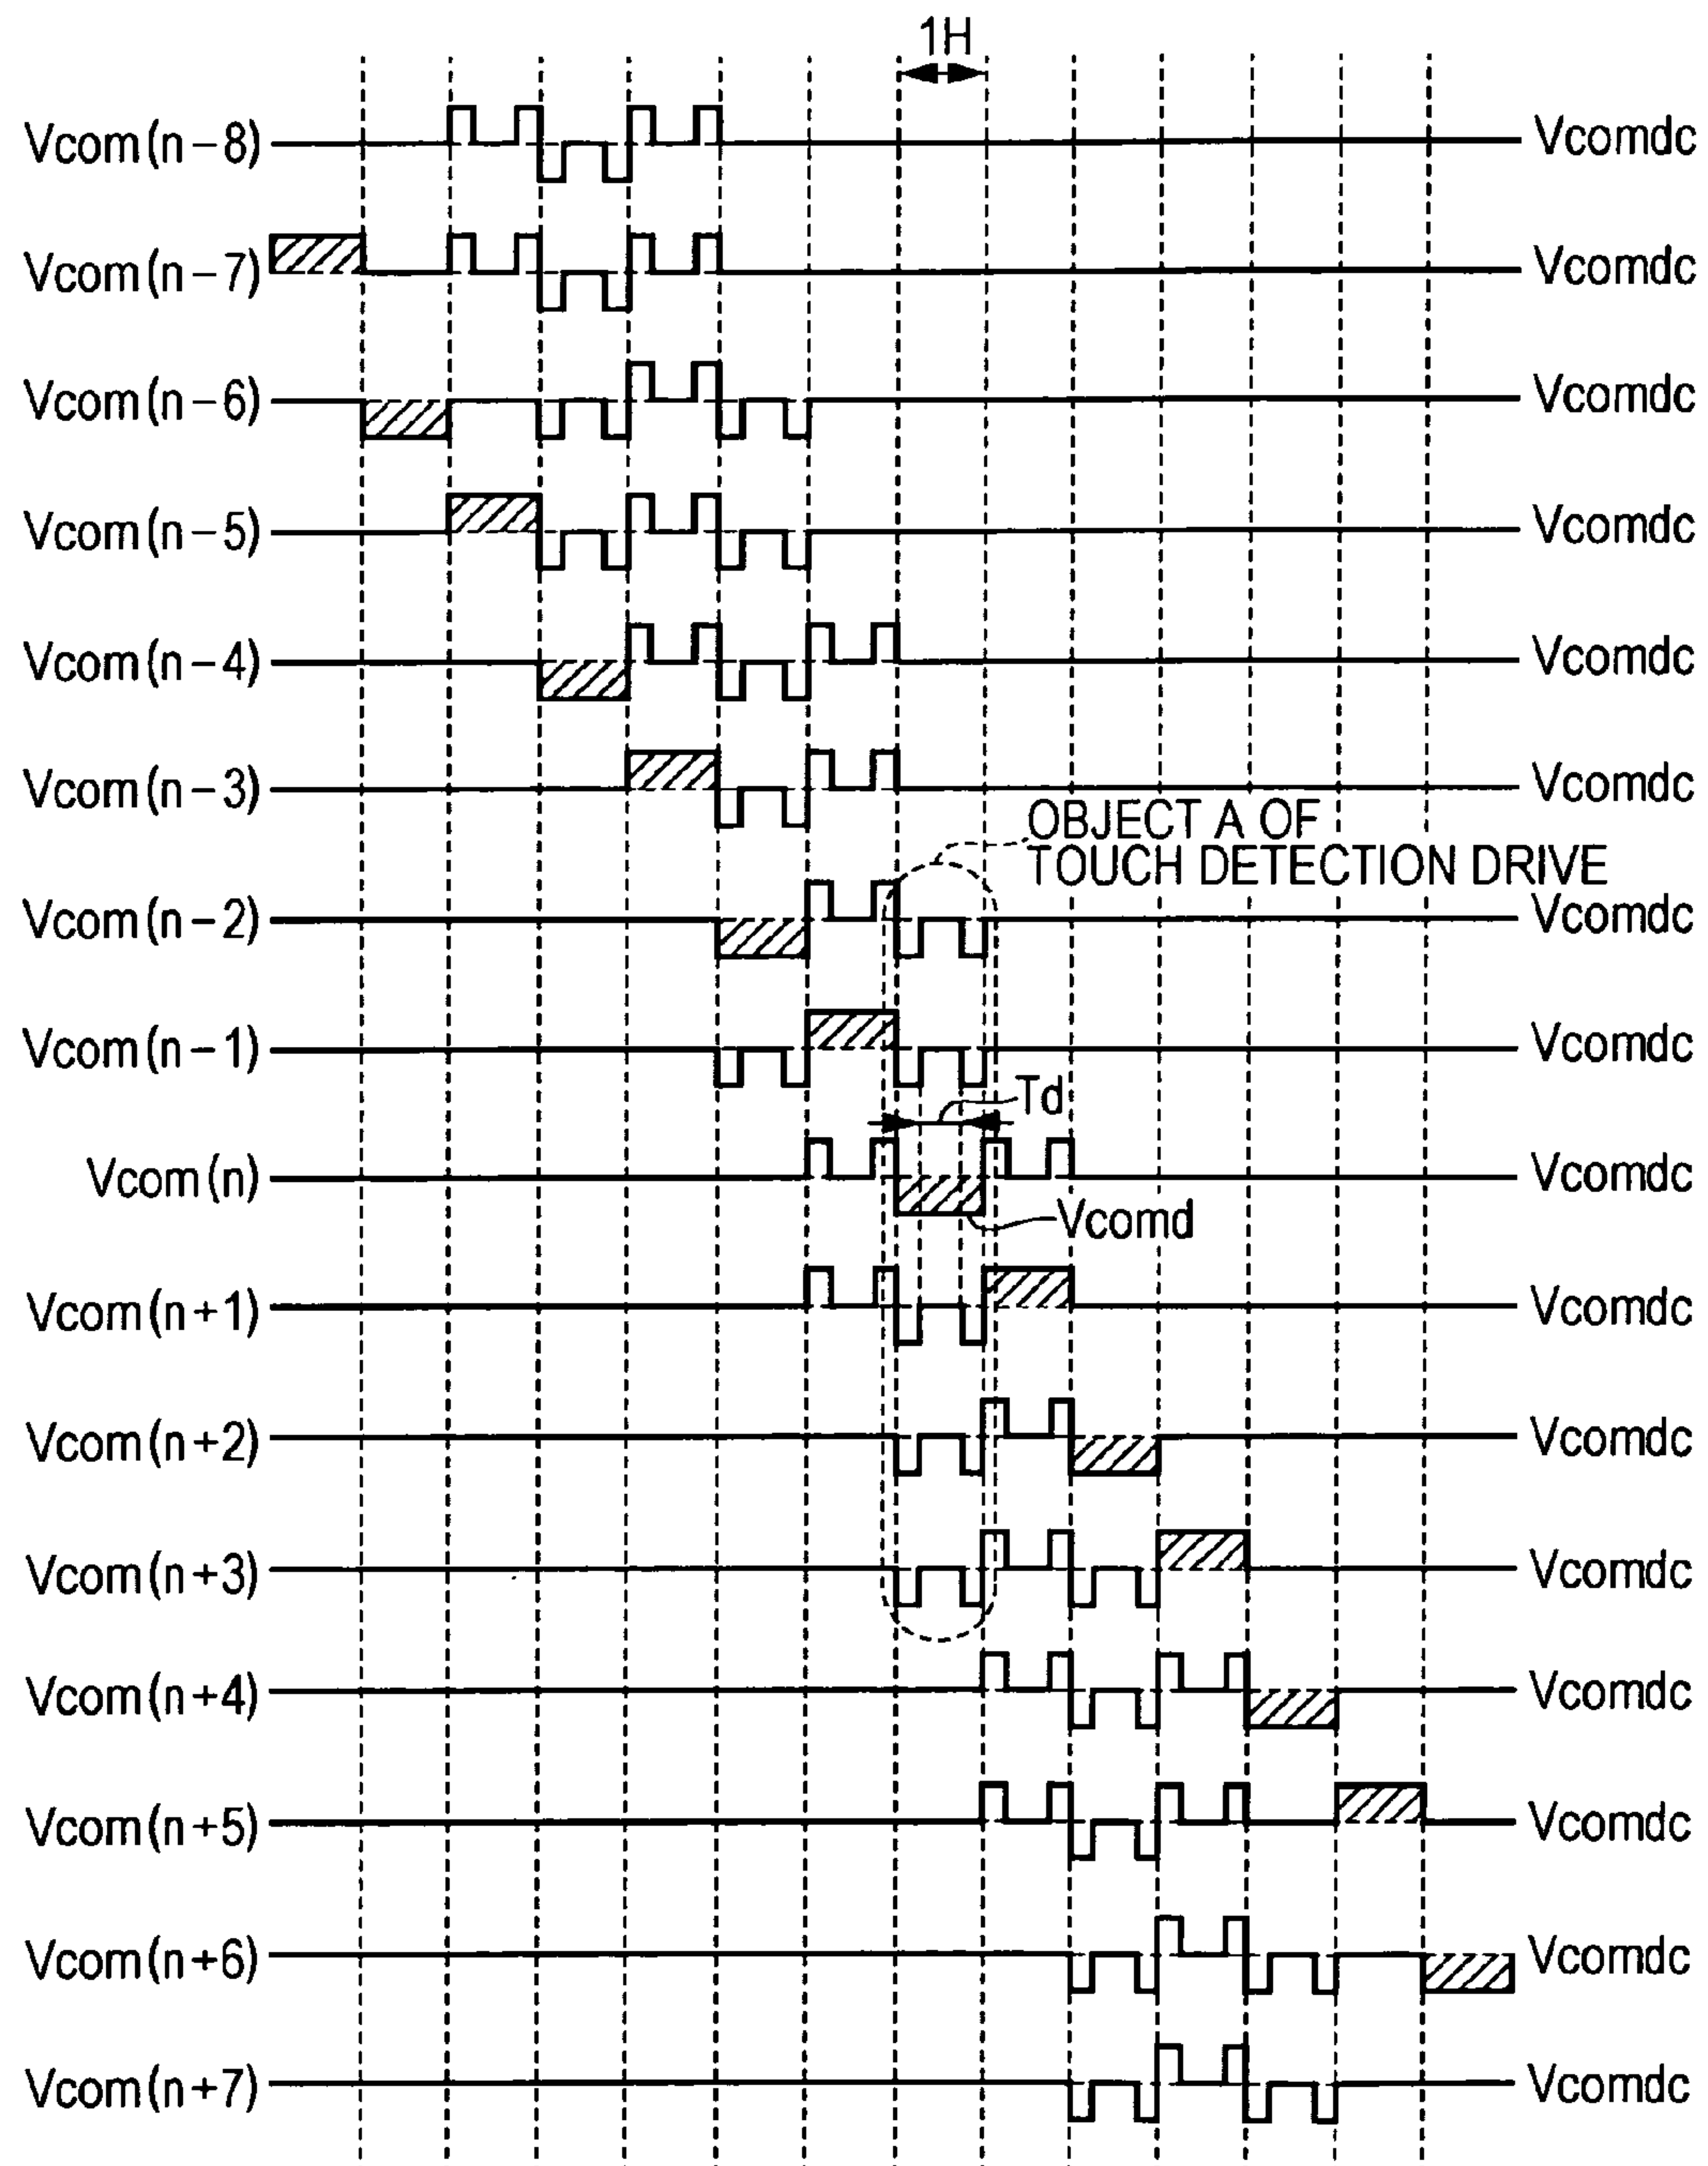 1H
Vcom(n-8) Vcomdc
Vcom(n-7) Vcomdc
Vcom(n-6) Vcomdc
Vcom(n-5) Vcomdc
Vcom(n-4) Vcomdc
Vcom(n-3) Vcomdc
OBJECT A OF
TOUCH DETECTION DRIVE
Vcom(n-2) Vcomdc
Vcom(n-1) Vcomdc
Td
Vcom(n) Vcomdc
Vcomd
Vcom(n+1) Vcomdc
Vcom(n+2) Vcomdc
Vcom(n+3) Vcomdc
Vcom(n+4) Vcomdc
Vcom(n+5) Vcomdc
Vcom(n+6) Vcomdc
Vcom(n+7) Vcomdc